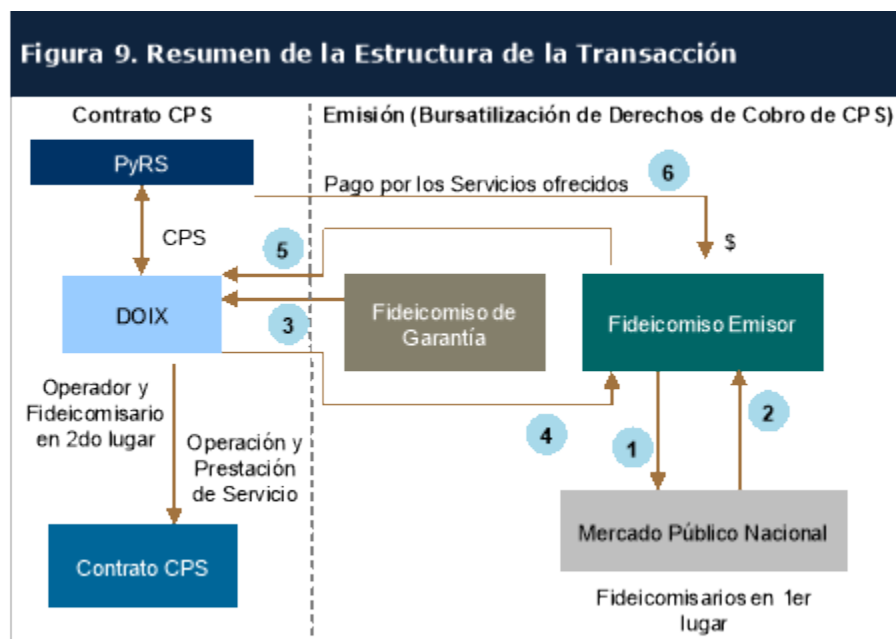 Figura 9. Resumen de la Estructura de la Transacción
Contrato CPS
Emisión (Bursatilización de Derechos de Cobro de CPS)
PyRS
Pago por los Servicios ofrecidos
6
CPS
5
$
DOIX
3
Fideicomiso de
Garantía
Fideicomiso Emisor
Operador y
Fideicomisario
en 2do lugar
Operación y
Prestación
de Servicio
4
1
2
Contrato CPS
Mercado Público Nacional
Fideicomisarios en 1er
lugar